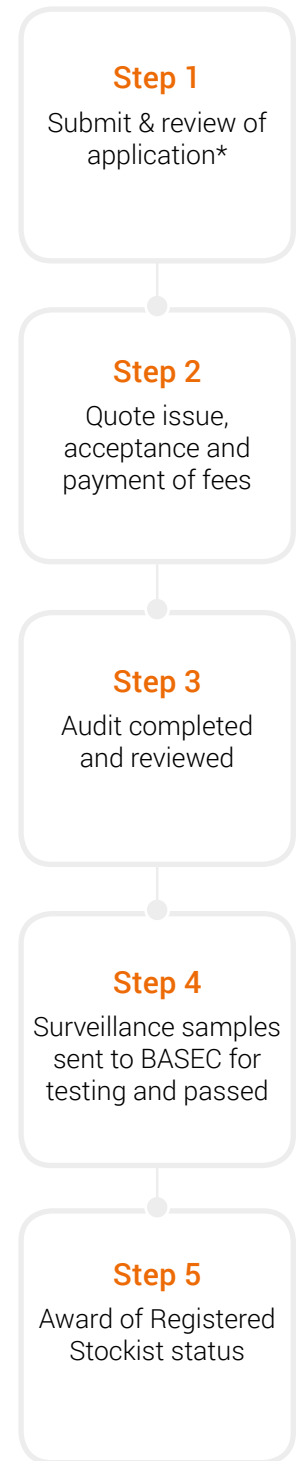 Step 1
Submit & review of
application*
Step 2
Quote issue,
acceptance and
payment of fees
Step 3
Audit completed
and reviewed
Step 4
Surveillance samples
sent to BASEC for
testing and passed
Step 5
Award of Registered
Stockist status